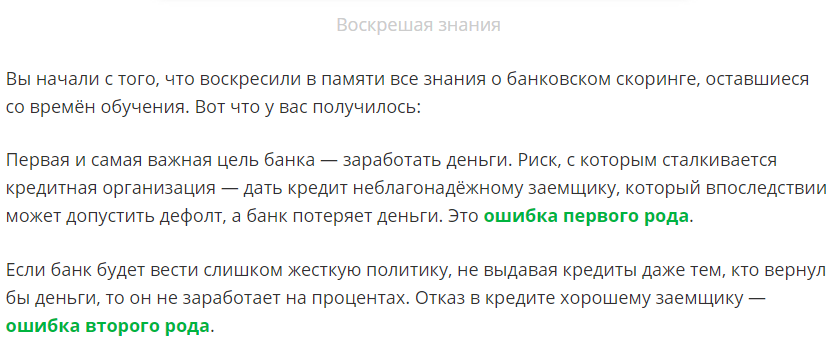 Воскрешая знания
Вы начали с того, что воскресили в памяти все знания о банковском скоринге, оставшиеся
со времён обучения. Вот что у вас получилось:
Первая и самая важная цель банка — заработать деньги. Риск, с которым сталкивается
кредитная организация — дать кредит неблагонадёжному заемщику, который впоследствии
может допустить дефолт, а банк потеряет деньги. Это ошибка первого рода.
Если банк будет вести слишком жесткую политику, не выдавая кредиты даже тем, кто вернул
бы деньги, то он не заработает на процентах. Отказ в кредите хорошему заемщику —
ошибка второго рода.